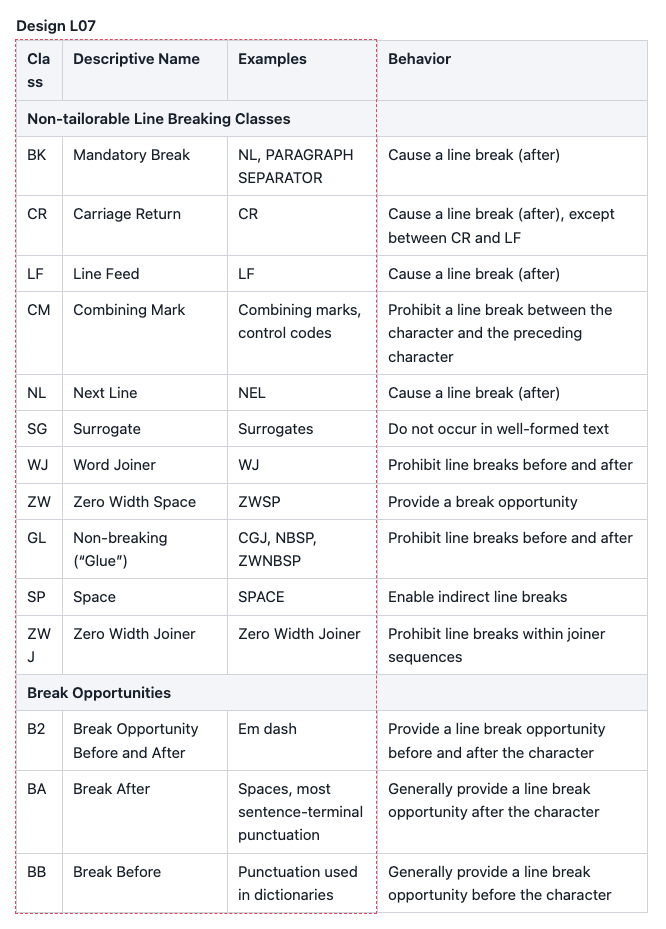 Design L07
Class Descriptive Name Examples Behavior
Non-tailorable Line Breaking Classes
BK Mandatory Break NL, PARAGRAPH SEPARATOR Cause a line break (after)
CR Carriage Return CR Cause a line break (after), except between CR and LF
LF Line Feed LF Cause a line break (after)
CM Combining Mark Combining marks, control codes Prohibit a line break between the character and the preceding character
NL Next Line NEL Cause a line break (after)
SG Surrogate Surrogates Do not occur in well-formed text
WJ Word Joiner WJ Prohibit line breaks before and after
ZW Zero Width Space ZWSP Provide a break opportunity
GL Non-breaking (“Glue”) CGJ, NBSP, ZWNBSP Prohibit line breaks before and after
SP Space SPACE Enable indirect line breaks
ZWJ Zero Width Joiner Zero Width Joiner Prohibit line breaks within joiner sequences
Break Opportunities
B2 Break Opportunity Before and After Em dash Provide a line break opportunity before and after the character
BA Break After Spaces, most sentence-terminal punctuation Generally provide a line break opportunity after the character
BB Break Before Punctuation used in dictionaries Generally provide a line break opportunity before the character